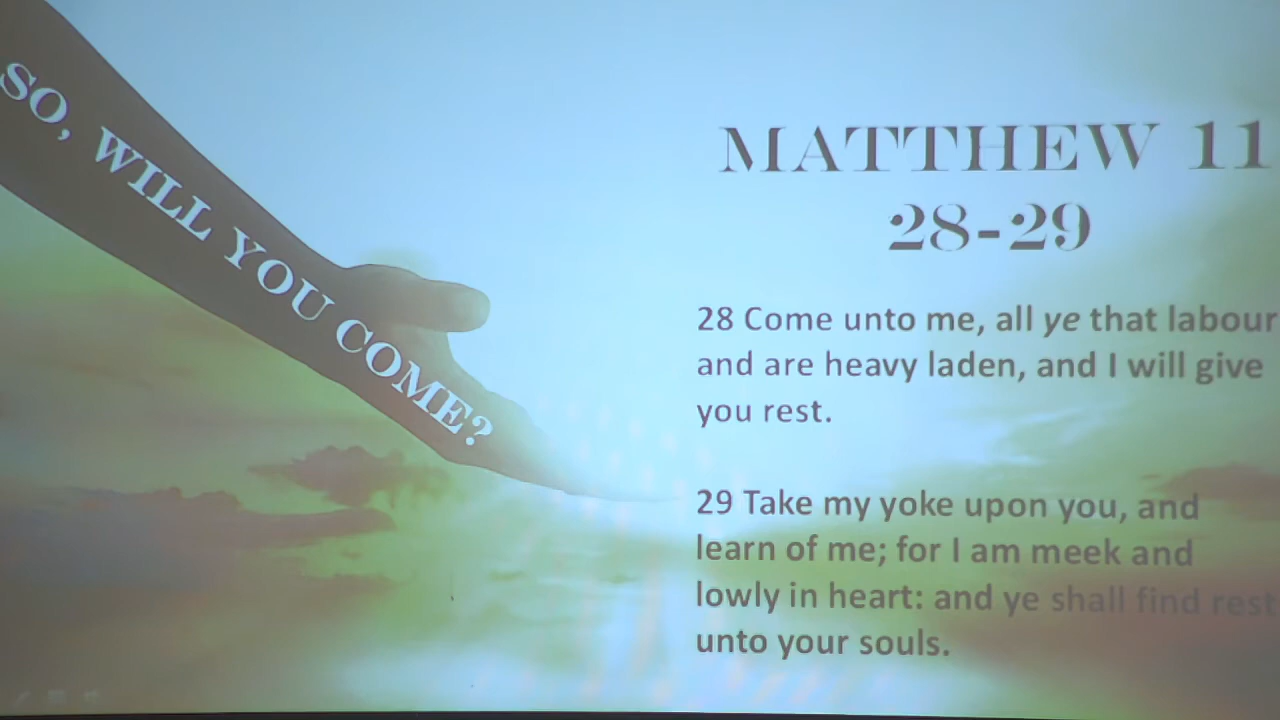 SO, WILL YOU COME?
MATTHEW 11
28-29
28 Come unto me, all ye that labour
and are heavy laden, and I will give
you rest.
29 Take my yoke upon you, and
learn of me; for I am meek and
lowly in heart: and ye shall find rest
unto your souls.